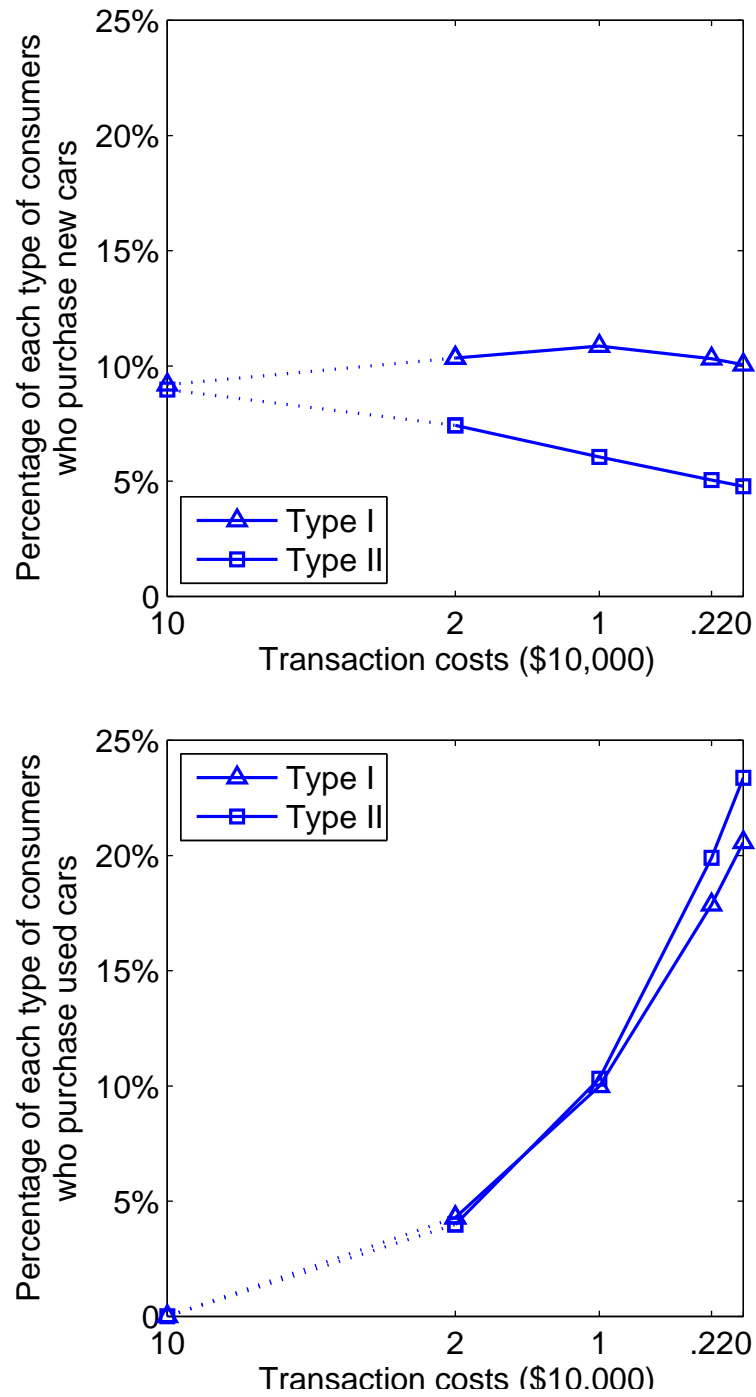 25%
20%
15%
10%
5%
0
Percentage of each type of consumers
who purchase new cars
Type I
Type II
10 2 1 .220
Transaction costs ($10,000)
25%
20%
15%
10%
5%
0
Percentage of each type of consumers
who purchase used cars
Type I
Type II
10 2 1 .220
Transaction costs ($10,000)